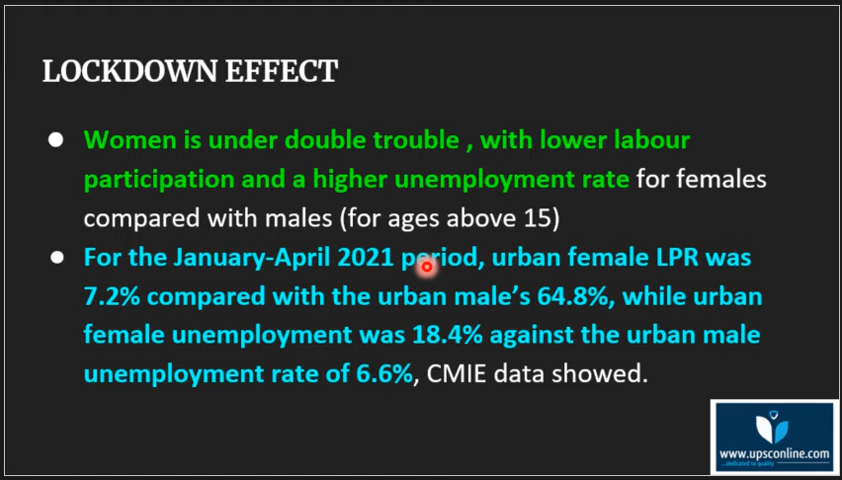 LOCKDOWN EFFECT
● Women is under double trouble , with lower labour
participation and a higher unemployment rate for females
compared with males (for ages above 15)
● For the January-April 2021 period, urban female LPR was
7.2% compared with the urban male’s 64.8%, while urban
female unemployment was 18.4% against the urban male
unemployment rate of 6.6%, CMIE data showed.
www.upsconline.com
...dedicated to quality